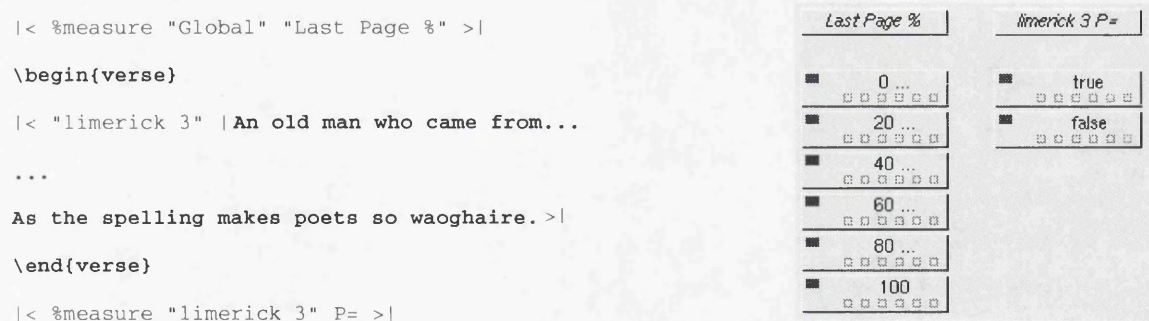 |< %measure "Global" "Last Page %" >|
\begin{verse}
|< "limerick 3" |An old man who came from...
...
As the spelling makes poets so waoghaire. >|
\end{verse}
|< %measure "limerick 3" P= >|
Last Page %
0 ...
20 ...
40 ...
60 ...
80 ...
100
limerick 3 P=
true
false